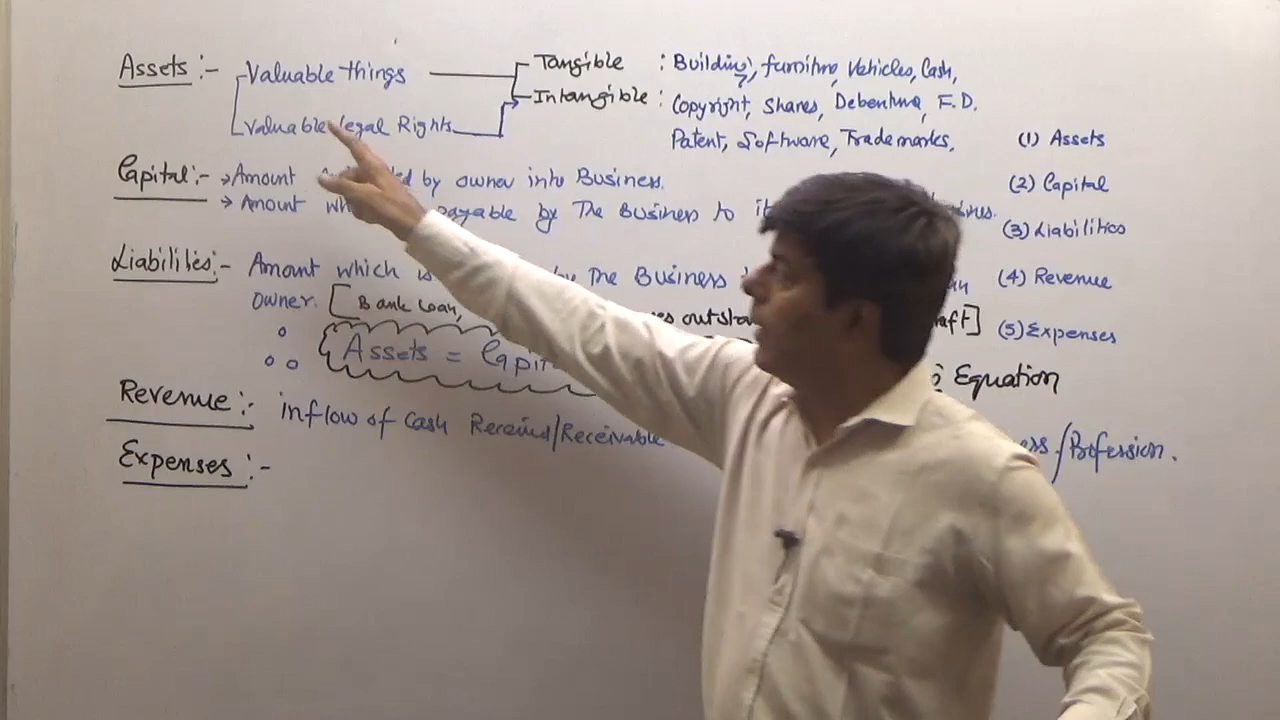 Assets :- Valuable things Tangible : Building, furniture, Vehicles, Cash,
Valuable legal Rights Intangible : Copyright, Shares, Debenture, F.D.
Patent, Software, Trademarks,
Capital :- → Amount by owner into Business.
→ Amount payable by The Business to
Liabilities :- Amount which is by The Business
owner. [Bank Loan, outsta
Assets = Capit
Equation
Revenue :- inflow of Cash Received/Receivable /Profession.
Expenses :-
(1) Assets
(2) Capital
(3) Liabilities
(4) Revenue
(5) Expenses